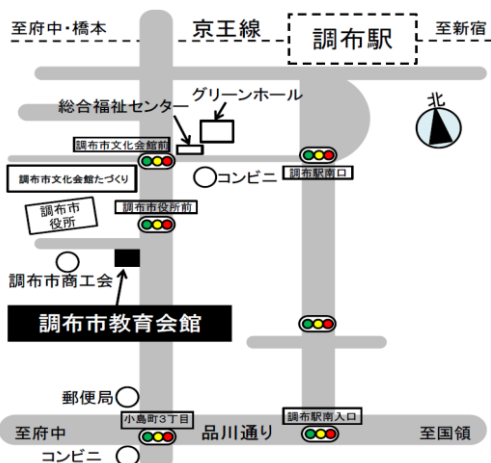 至府中・橋本
京王線
調布駅
至新宿
北
グリーンホール
総合福祉センター
調布市文化会館前
調布駅南口
コンビニ
調布市文化会館たづくり
調布市
役所
調布市役所前
調布市商工会
調布市教育会館
郵便局
小島町3丁目
調布駅南入口
至府中
品川通り
至国領
コンビニ